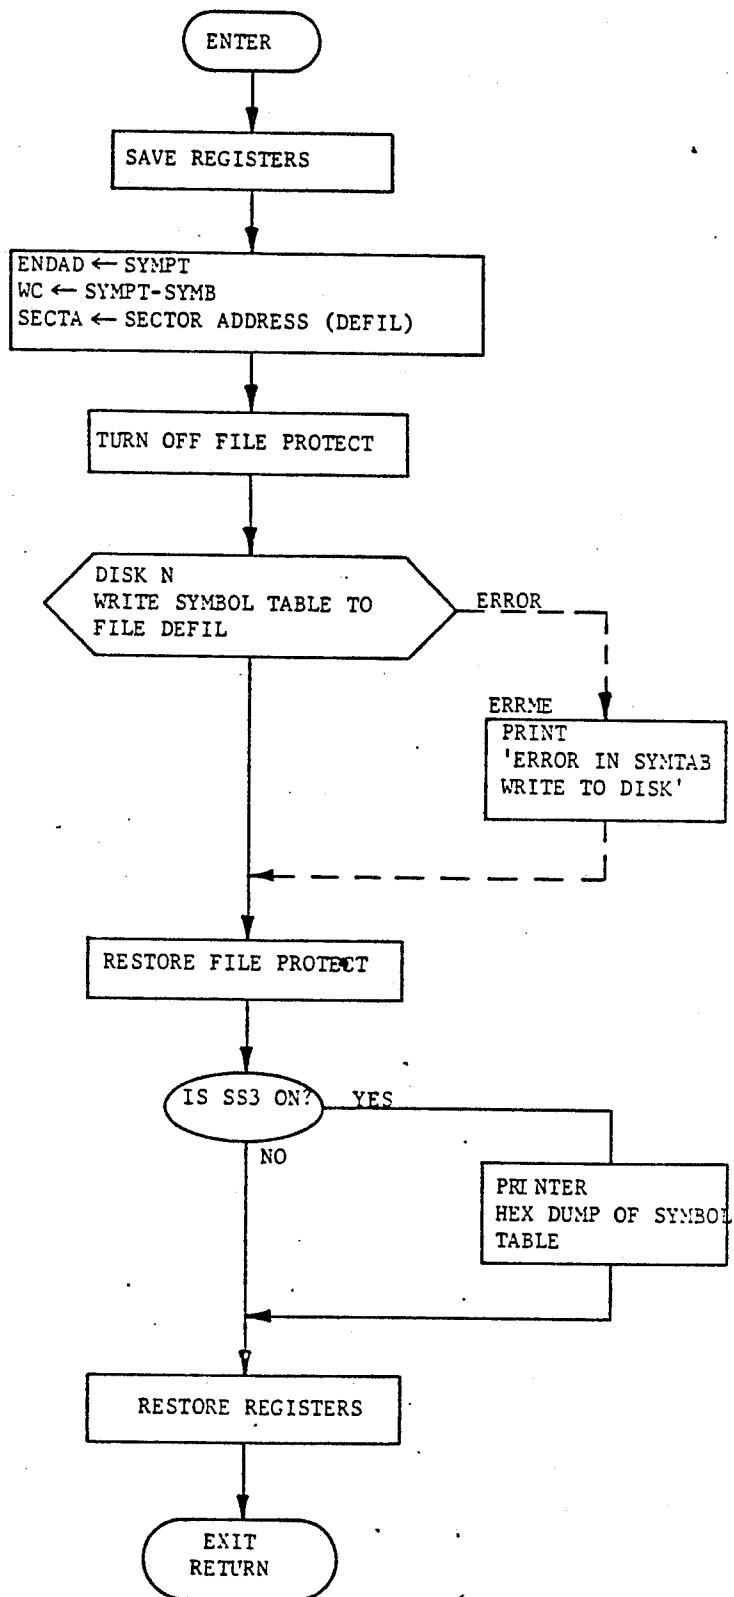 ENTER
SAVE REGISTERS
ENDAD ← SYMPT
WC ← SYMPT-SYMB
SECTA ← SECTOR ADDRESS (DEFIL)
TURN OFF FILE PROTECT
DISK N
WRITE SYMBOL TABLE TO
FILE DEFIL
ERROR
ERRME
PRINT
'ERROR IN SYMTAB
WRITE TO DISK'
RESTORE FILE PROTECT
IS SS3 ON?
YES
NO
PRINTER
HEX DUMP OF SYMBOL
TABLE
RESTORE REGISTERS
EXIT
RETURN